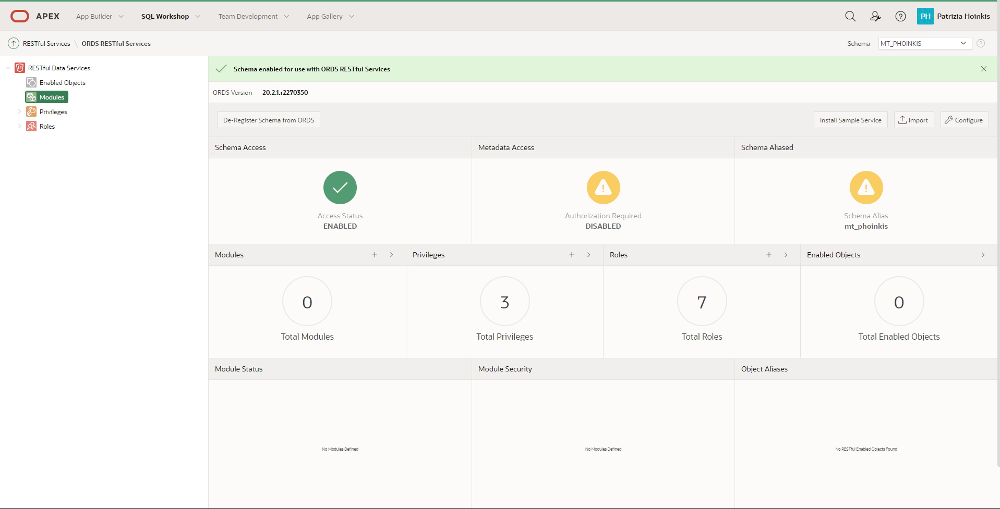 APEX App Builder SQL Workshop Team Development App Gallery PH Patrizia Hoinkis
RESTful Services \ ORDS RESTful Services Schema MT_PHOINKIS
RESTful Data Services
Enabled Objects
Modules
Privileges
Roles
Schema enabled for use with ORDS RESTful Services
ORDS Version 20.2.1.r2270350
De-Register Schema from ORDS Install Sample Service Import Configure
Schema Access Metadata Access Schema Aliased
Access Status Authorization Required Schema Alias
ENABLED DISABLED mt_phoinkis
Modules Privileges Roles Enabled Objects
0 3 7 0
Total Modules Total Privileges Total Roles Total Enabled Objects
Module Status Module Security Object Aliases
No Modules Defined No Modules Defined No RESTful Enabled Objects Found